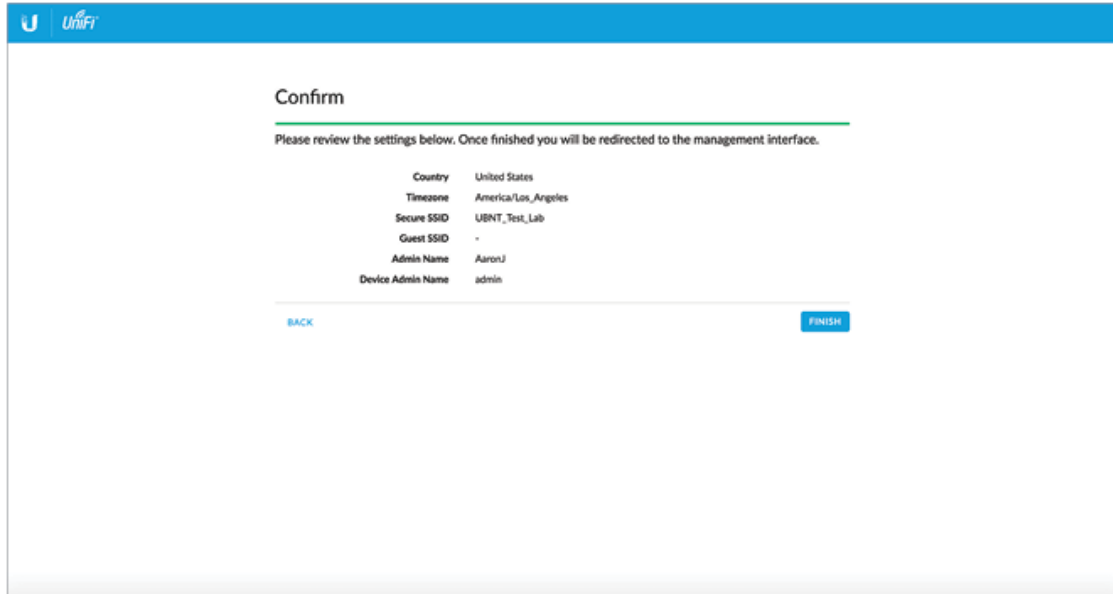 UniFi
Confirm
Please review the settings below. Once finished you will be redirected to the management interface.
Country United States
Timezone America/Los_Angeles
Secure SSID UBNT_Test_Lab
Guest SSID -
Admin Name AaronJ
Device Admin Name admin
BACK FINISH